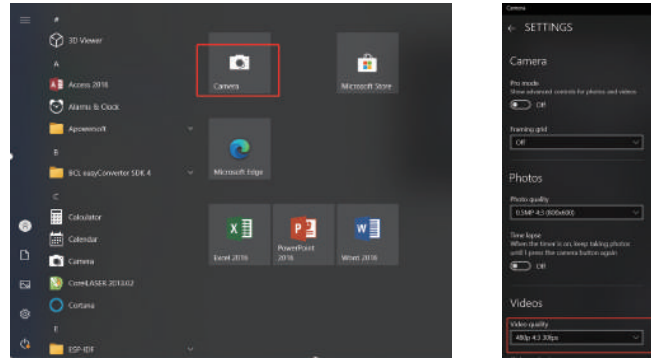 #
3D Viewer
A
Access 2016
Alarms & Clock
Apowersoft
B
BCL easyConverter SDK 4
C
Calculator
Calendar
Camera
CorelLASER 2013.02
Cortana
E
ESP-IDF
Camera
Microsoft Store
Microsoft Edge
Excel 2016
PowerPoint
2016
Word 2016
Camera
← SETTINGS
Camera
Pro mode
Show advanced controls for photos and videos
Off
Framing grid
Off
Photos
Photo quality
0.5MP 4:3 (800x600)
Time lapse
When the timer is on, keep taking photos
until I press the camera button again
Off
Videos
Video quality
480p 4:3 30fps